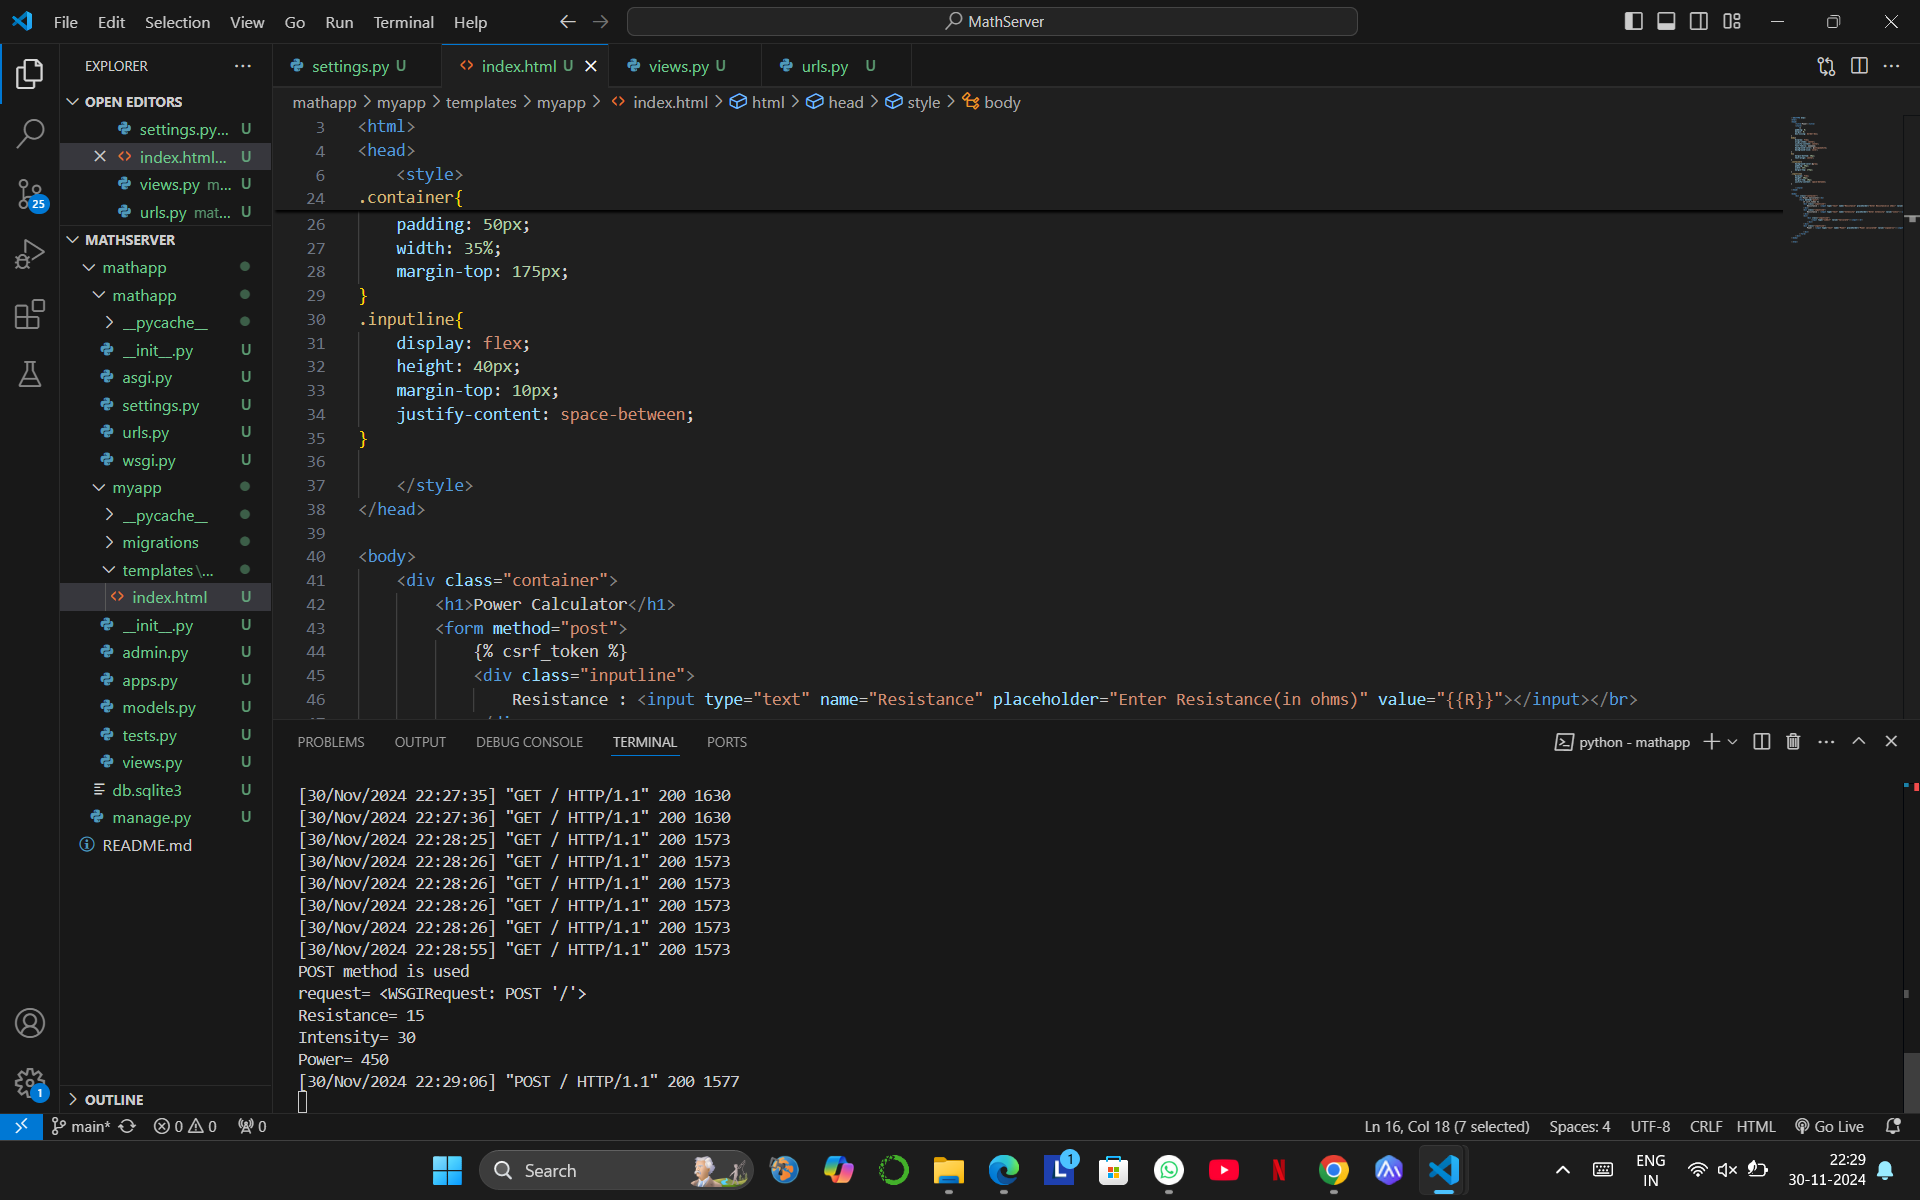 File Edit Selection View Go Run Terminal Help
MathServer
EXPLORER
OPEN EDITORS
settings.py... U
index.html... U
views.py m... U
urls.py mat... U
MATHSERVER
mathapp
mathapp
__pycache__
__init__.py U
asgi.py U
settings.py U
urls.py U
wsgi.py U
myapp
__pycache__
migrations
templates\...
index.html U
__init__.py U
admin.py U
apps.py U
models.py U
tests.py U
views.py U
db.sqlite3 U
manage.py U
README.md
OUTLINE
25
1
settings.py U
index.html U
views.py U
urls.py U
mathapp > myapp > templates > myapp > index.html > html > head > style > body
3 <html>
4 <head>
6 <style>
24 .container{
26 padding: 50px;
27 width: 35%;
28 margin-top: 175px;
29 }
30 .inputline{
31 display: flex;
32 height: 40px;
33 margin-top: 10px;
34 justify-content: space-between;
35 }
36
37 </style>
38 </head>
39
40 <body>
41 <div class="container">
42 <h1>Power Calculator</h1>
43 <form method="post">
44 {% csrf_token %}
45 <div class="inputline">
46 Resistance : <input type="text" name="Resistance" placeholder="Enter Resistance(in ohms)" value="{{R}}"></input></br>
PROBLEMS OUTPUT DEBUG CONSOLE TERMINAL PORTS
python - mathapp
[30/Nov/2024 22:27:35] "GET / HTTP/1.1" 200 1630
[30/Nov/2024 22:27:36] "GET / HTTP/1.1" 200 1630
[30/Nov/2024 22:28:25] "GET / HTTP/1.1" 200 1573
[30/Nov/2024 22:28:26] "GET / HTTP/1.1" 200 1573
[30/Nov/2024 22:28:26] "GET / HTTP/1.1" 200 1573
[30/Nov/2024 22:28:26] "GET / HTTP/1.1" 200 1573
[30/Nov/2024 22:28:26] "GET / HTTP/1.1" 200 1573
[30/Nov/2024 22:28:55] "GET / HTTP/1.1" 200 1573
POST method is used
request= <WSGIRequest: POST '/'>
Resistance= 15
Intensity= 30
Power= 450
[30/Nov/2024 22:29:06] "POST / HTTP/1.1" 200 1577
main* 0 0 0
Ln 16, Col 18 (7 selected) Spaces: 4 UTF-8 CRLF HTML Go Live
Search
L 1
N
ENG
IN
22:29
30-11-2024